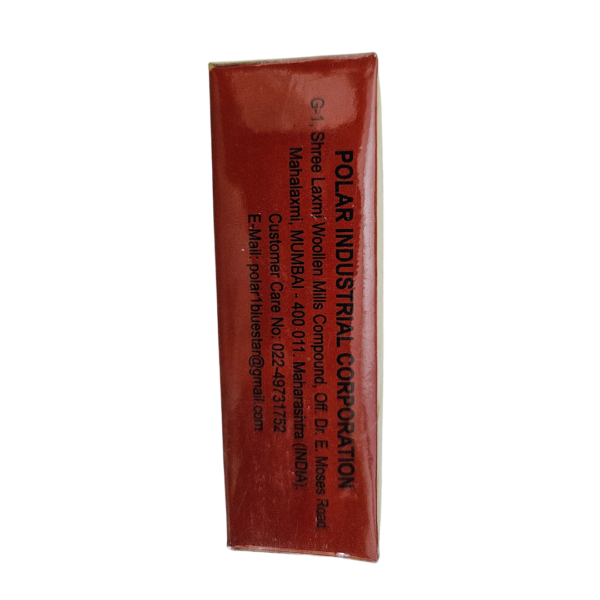 POLAR INDUSTRIAL CORPORATION
G-1, Shree Laxmi Woollen Mills Compound, Off. Dr. E. Moses Road,
Mahalaxmi, MUMBAI - 400 011. Maharashtra (INDIA).
Customer Care No: 022-49731752
E-Mail: polar1bluestar@gmail.com